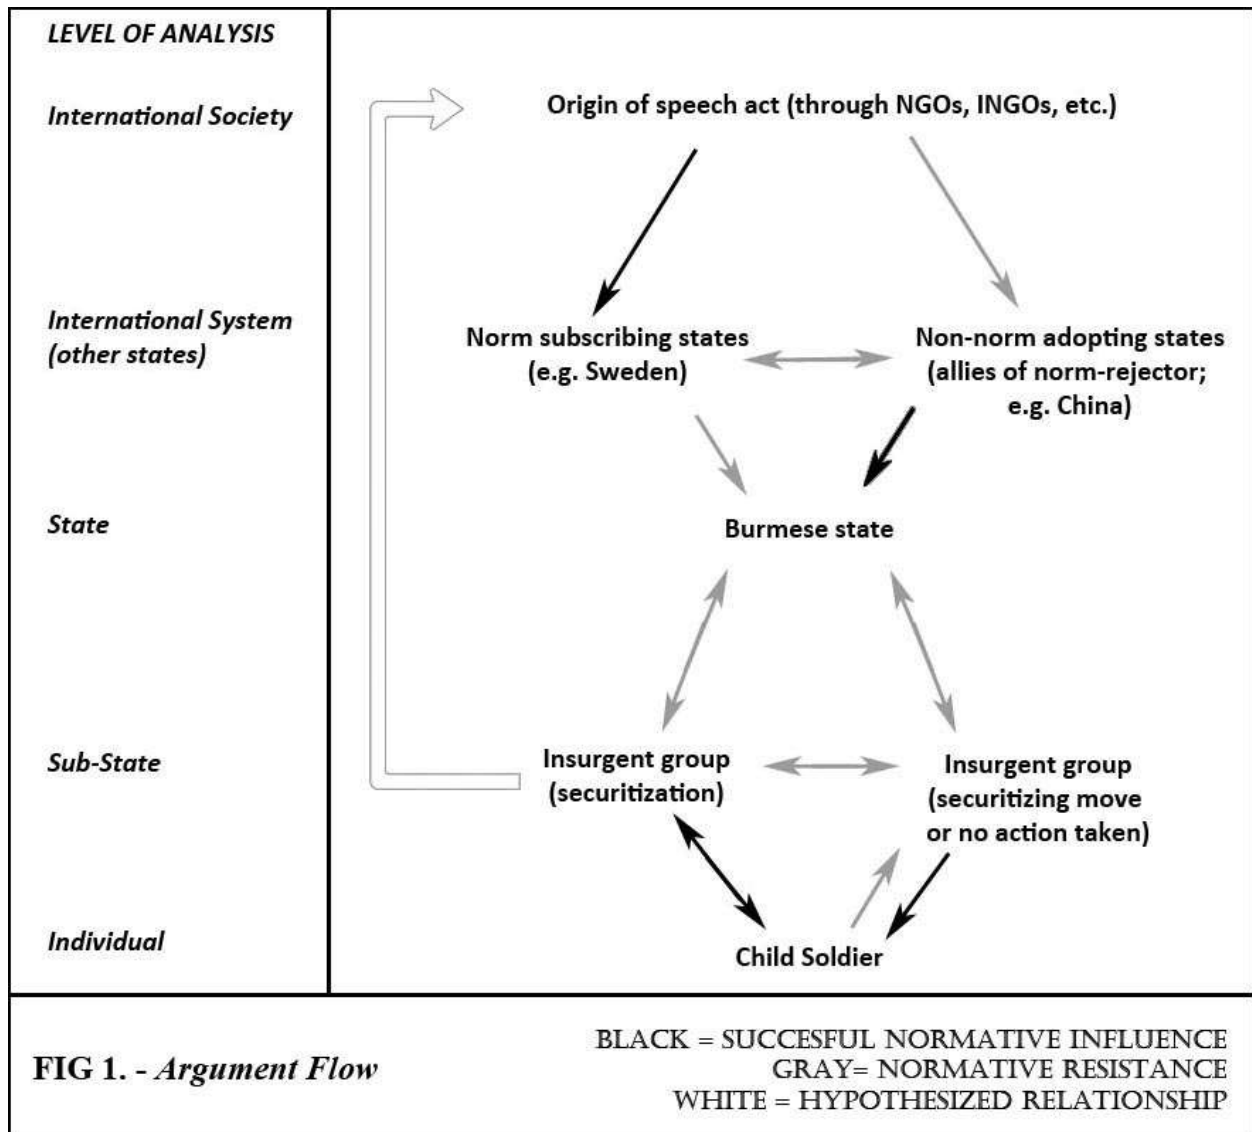 LEVEL OF ANALYSIS
International Society
Origin of speech act (through NGOs, INGOs, etc.)
International System
(other states)
Norm subscribing states
(e.g. Sweden)
Non-norm adopting states
(allies of norm-rejector;
e.g. China)
State
Burmese state
Sub-State
Insurgent group
(securitization)
Insurgent group
(securitizing move
or no action taken)
Individual
Child Soldier
FIG 1. - Argument Flow
BLACK = SUCCESFUL NORMATIVE INFLUENCE
GRAY= NORMATIVE RESISTANCE
WHITE = HYPOTHESIZED RELATIONSHIP